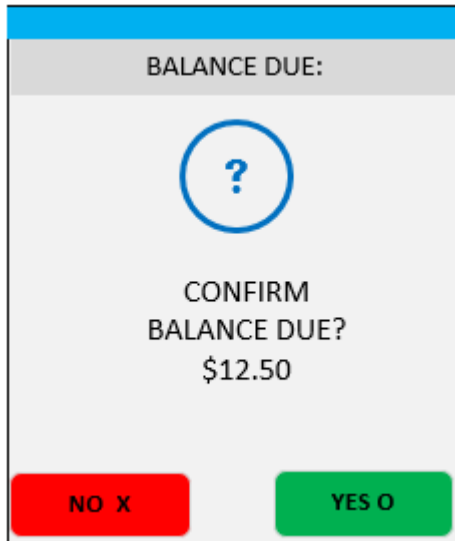 BALANCE DUE:
?
CONFIRM
BALANCE DUE?
$12.50
NO X
YES O